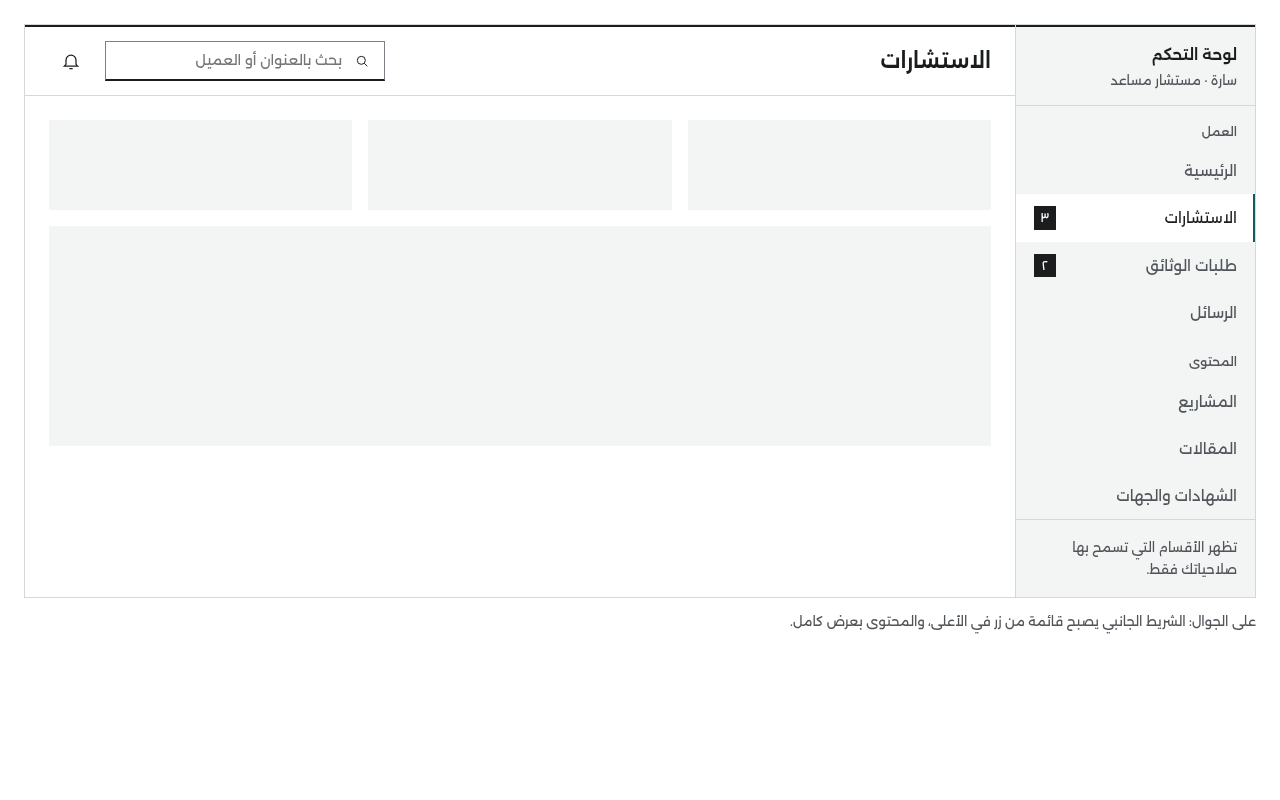 لوحة التحكم
سارة · مستشار مساعد
العمل
الرئيسية
الاستشارات ٣
طلبات الوثائق ٢
الرسائل
المحتوى
المشاريع
المقالات
الشهادات والجهات
تظهر الأقسام التي تسمح بها
صلاحياتك فقط.
الاستشارات
بحث بالعنوان أو العميل
على الجوال: الشريط الجانبي يصبح قائمة من زر في الأعلى، والمحتوى بعرض كامل.